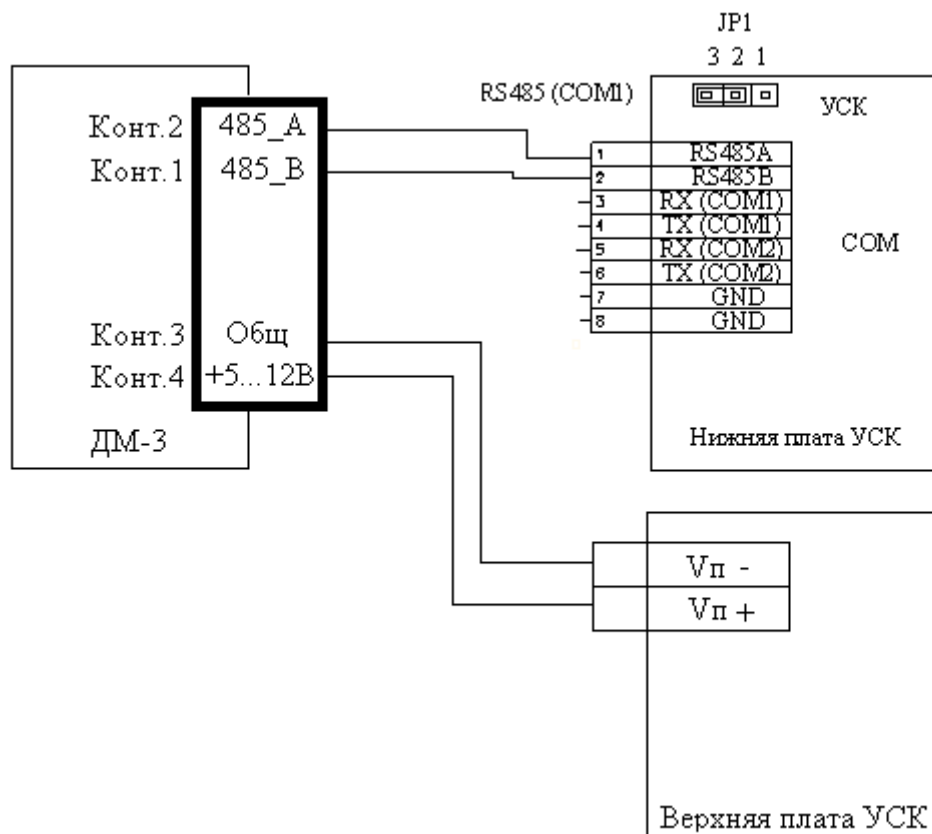 JP1
3 2 1
RS485 (COM1)
УСК
Конт.2 485_A
Конт.1 485_B
Конт.3 Общ
Конт.4 +5...12В
ДМ-3
1 RS485A
2 RS485B
3 RX (COM1)
4 TX (COM1)
5 RX (COM2)
6 TX (COM2)
7 GND
8 GND
COM
Нижняя плата УСК
Vп -
Vп +
Верхняя плата УСК